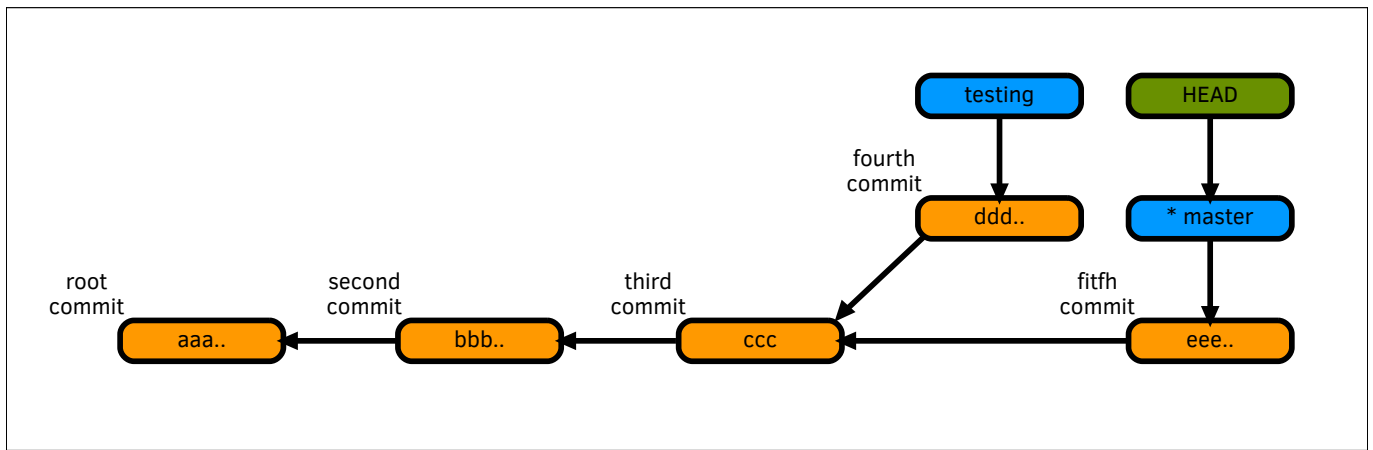 testing
HEAD
fourth
commit
ddd..
* master
root
commit
second
commit
third
commit
fitfh
commit
aaa..
bbb..
ccc
eee..